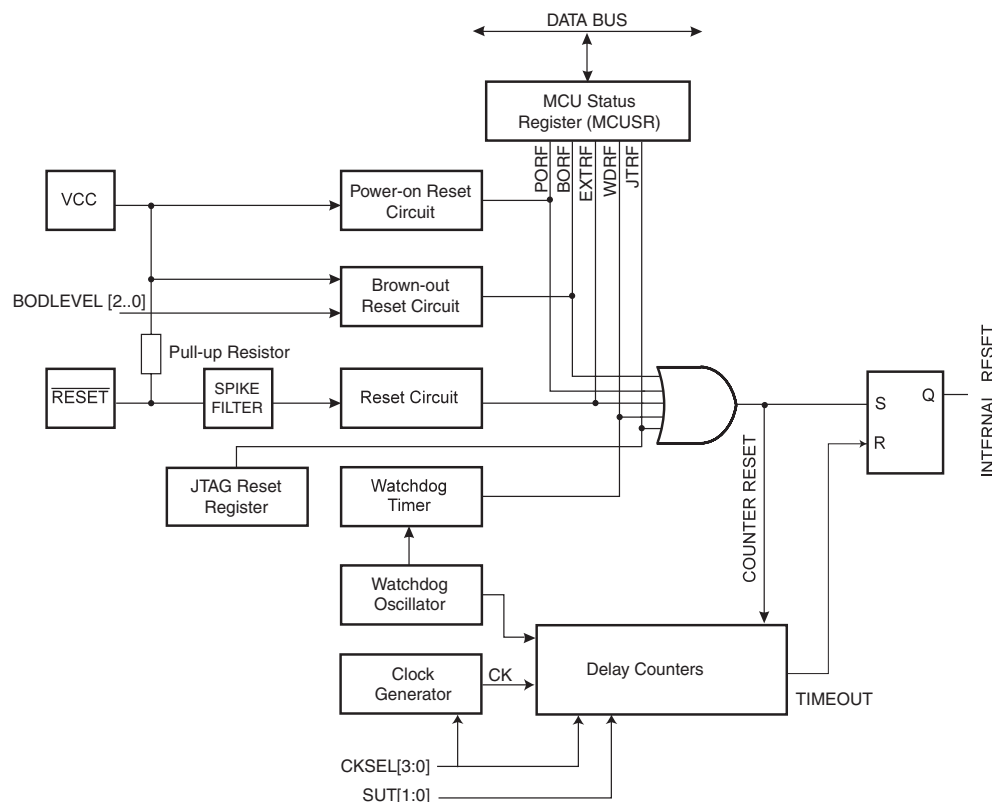 DATA BUS
MCU Status
Register (MCUSR)
PORF
BORF
EXTRF
WDRF
JTRF
VCC
Power-on Reset
Circuit
Brown-out
Reset Circuit
BODLEVEL [2..0]
Pull-up Resistor
RESET
SPIKE
FILTER
Reset Circuit
JTAG Reset
Register
Watchdog
Timer
Watchdog
Oscillator
Clock
Generator
CK
Delay Counters
COUNTER RESET
S
Q
R
INTERNAL RESET
TIMEOUT
CKSEL[3:0]
SUT[1:0]